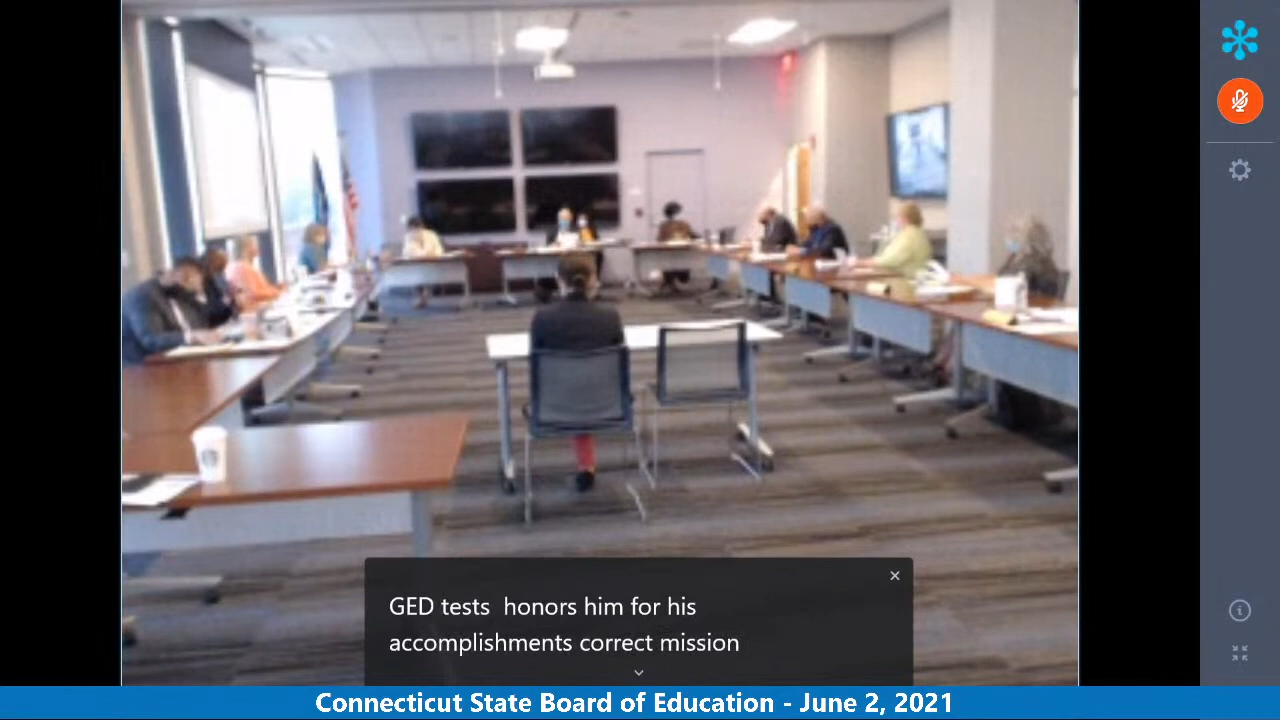 GED tests  honors him for his
accomplishments correct mission
Connecticut State Board of Education - June 2, 2021